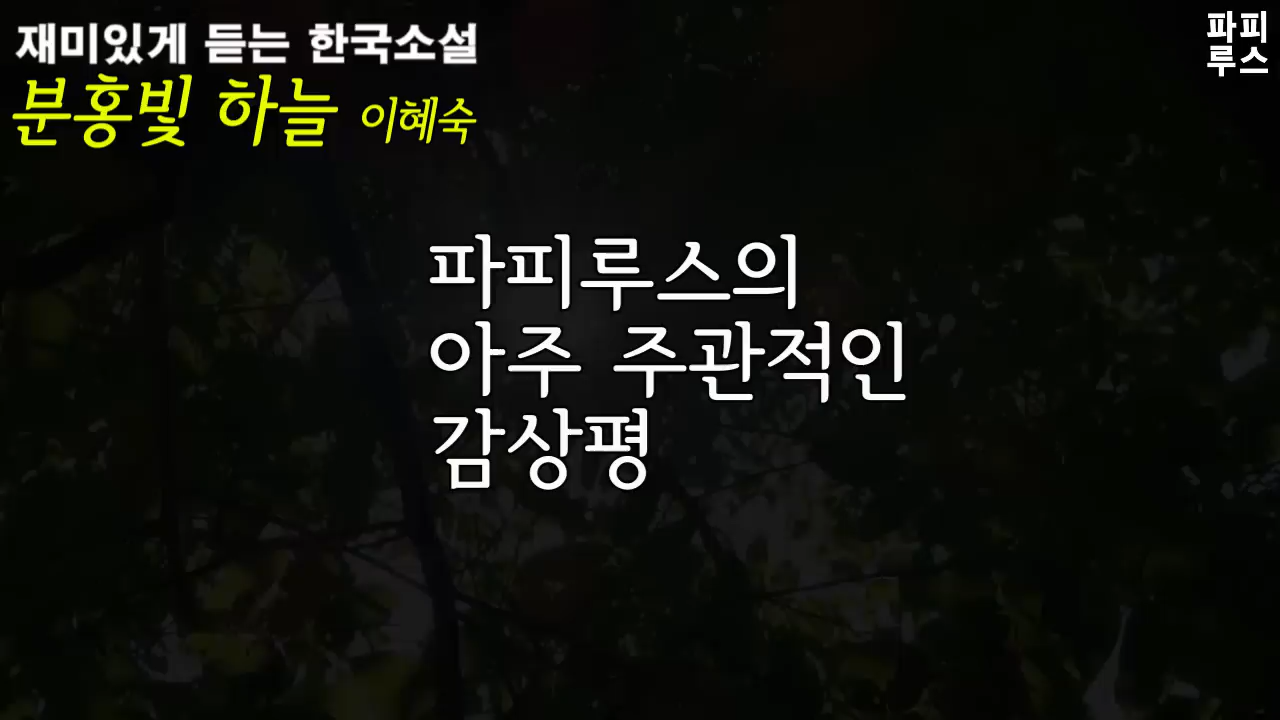 재미있게 듣는 한국소설
분홍빛 하늘 이혜숙
파피
루스
파피루스의
아주 주관적인
감상평